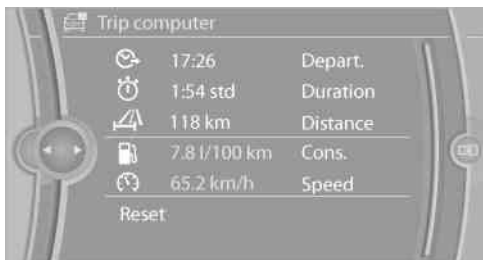 Trip computer
17:26 Depart.
1:54 std Duration
118 km Distance
7.8 l/100 km Cons.
65.2 km/h Speed
Reset